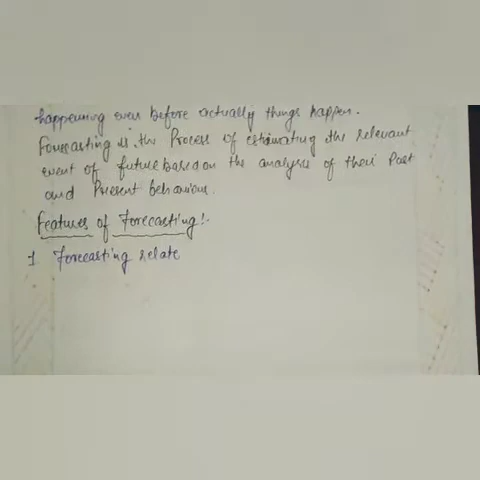 happening even before actually things happen.
Forecasting is the Process of estimating the relevant
event of future based on the analysis of their Past
and Present behaviour.
Features of Forecasting:-
1 Forecasting relate